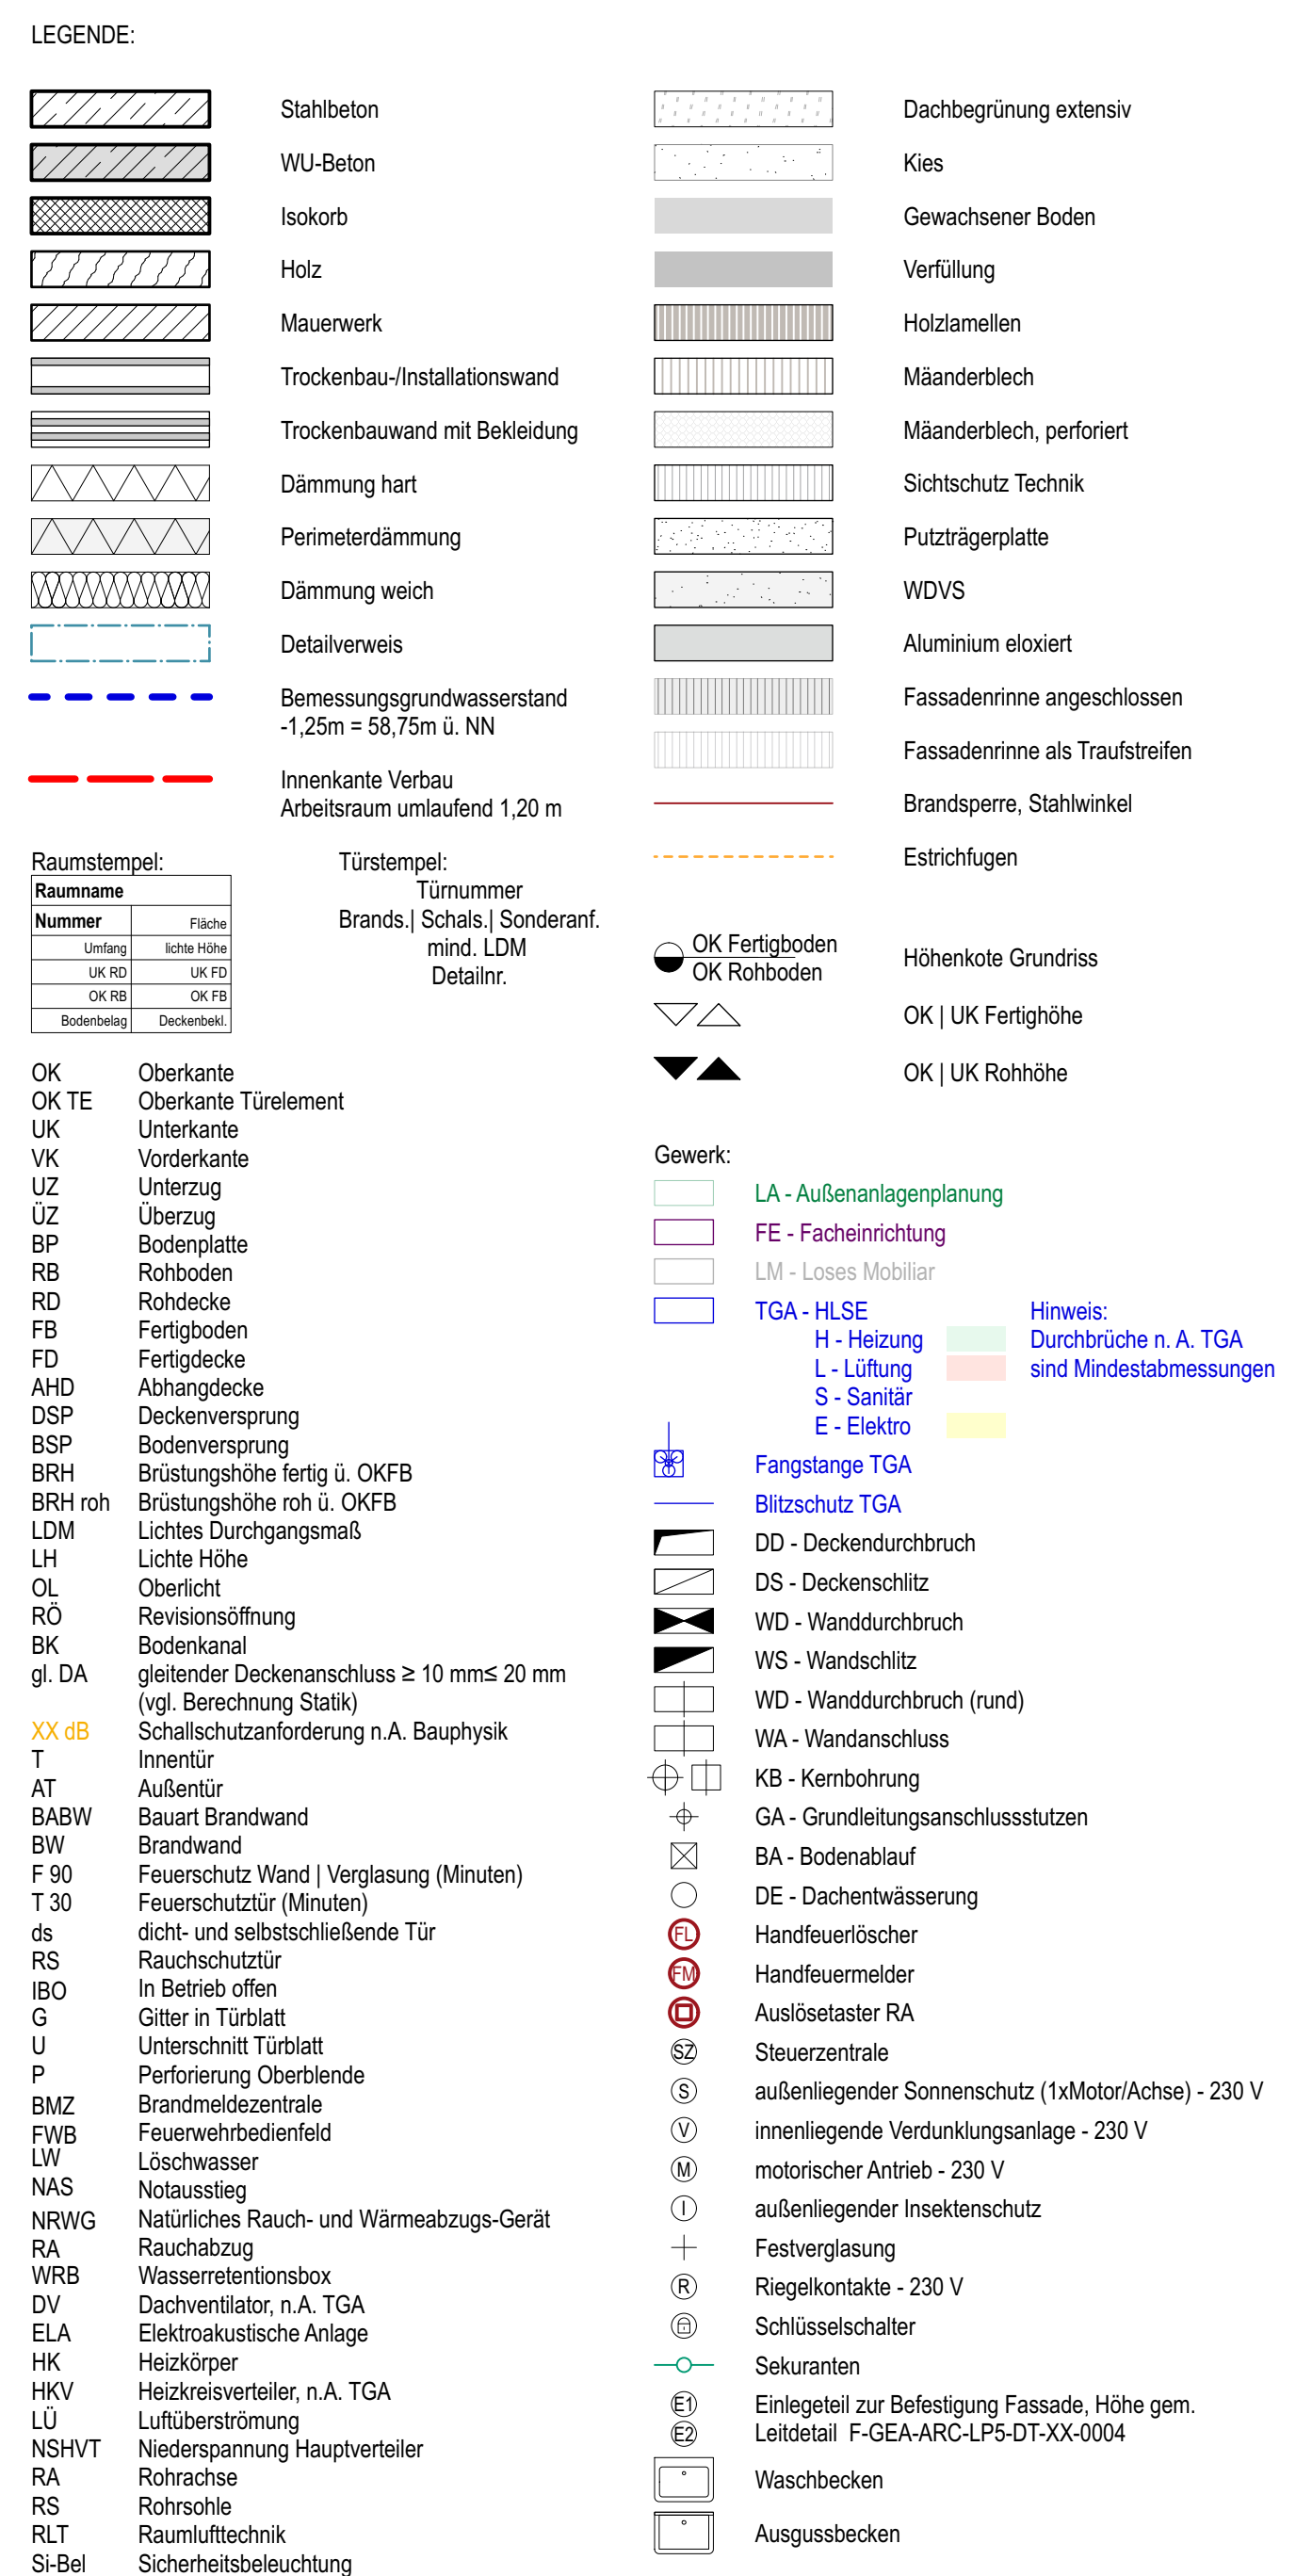 LEGENDE:
Stahlbeton
WU-Beton
Isokorb
Holz
Mauerwerk
Trockenbau-/Installationswand
Trockenbauwand mit Bekleidung
Dämmung hart
Perimeterdämmung
Dämmung weich
Detailverweis
Bemessungsgrundwasserstand
-1,25m = 58,75m ü. NN
Innenkante Verbau
Arbeitsraum umlaufend 1,20 m
Raumstempel:
Raumname
Nummer Fläche
Umfang lichte Höhe
UK RD UK FD
OK RB OK FB
Bodenbelag Deckenbekl.
Türstempel:
Türnummer
Brands.| Schals.| Sonderanf.
mind. LDM
Detailnr.
OK Oberkante
OK TE Oberkante Türelement
UK Unterkante
VK Vorderkante
UZ Unterzug
ÜZ Überzug
BP Bodenplatte
RB Rohboden
RD Rohdecke
FB Fertigboden
FD Fertigdecke
AHD Abhangdecke
DSP Deckenversprung
BSP Bodenversprung
BRH Brüstungshöhe fertig ü. OKFB
BRH roh Brüstungshöhe roh ü. OKFB
LDM Lichtes Durchgangsmaß
LH Lichte Höhe
OL Oberlicht
RÖ Revisionsöffnung
BK Bodenkanal
gl. DA gleitender Deckenanschluss ≥ 10 mm≤ 20 mm
(vgl. Berechnung Statik)
XX dB Schallschutzanforderung n.A. Bauphysik
T Innentür
AT Außentür
BABW Bauart Brandwand
BW Brandwand
F 90 Feuerschutz Wand | Verglasung (Minuten)
T 30 Feuerschutztür (Minuten)
ds dicht- und selbstschließende Tür
RS Rauchschutztür
IBO In Betrieb offen
G Gitter in Türblatt
U Unterschnitt Türblatt
P Perforierung Oberblende
BMZ Brandmeldezentrale
FWB Feuerwehrbedienfeld
LW Löschwasser
NAS Notausstieg
NRWG Natürliches Rauch- und Wärmeabzugs-Gerät
RA Rauchabzug
WRB Wasserretentionsbox
DV Dachventilator, n.A. TGA
ELA Elektroakustische Anlage
HK Heizkörper
HKV Heizkreisverteiler, n.A. TGA
LÜ Luftüberströmung
NSHVT Niederspannung Hauptverteiler
RA Rohrachse
RS Rohrsohle
RLT Raumlufttechnik
Si-Bel Sicherheitsbeleuchtung
Dachbegrünung extensiv
Kies
Gewachsener Boden
Verfüllung
Holzlamellen
Mäanderblech
Mäanderblech, perforiert
Sichtschutz Technik
Putzträgerplatte
WDVS
Aluminium eloxiert
Fassadenrinne angeschlossen
Fassadenrinne als Traufstreifen
Brandsperre, Stahlwinkel
Estrichfugen
OK Fertigboden
OK Rohboden
Höhenkote Grundriss
OK | UK Fertighöhe
OK | UK Rohhöhe
Gewerk:
LA - Außenanlagenplanung
FE - Facheinrichtung
LM - Loses Mobiliar
TGA - HLSE Hinweis:
H - Heizung Durchbrüche n. A. TGA
L - Lüftung sind Mindestabmessungen
S - Sanitär
E - Elektro
Fangstange TGA
Blitzschutz TGA
DD - Deckendurchbruch
DS - Deckenschlitz
WD - Wanddurchbruch
WS - Wandschlitz
WD - Wanddurchbruch (rund)
WA - Wandanschluss
KB - Kernbohrung
GA - Grundleitungsanschlussstutzen
BA - Bodenablauf
DE - Dachentwässerung
FL Handfeuerlöscher
FM Handfeuermelder
Auslösetaster RA
SZ Steuerzentrale
S außenliegender Sonnenschutz (1xMotor/Achse) - 230 V
V innenliegende Verdunklungsanlage - 230 V
M motorischer Antrieb - 230 V
I außenliegender Insektenschutz
Festverglasung
R Riegelkontakte - 230 V
Schlüsselschalter
Sekuranten
E1 Einlegeteil zur Befestigung Fassade, Höhe gem.
E2 Leitdetail F-GEA-ARC-LP5-DT-XX-0004
Waschbecken
Ausgussbecken